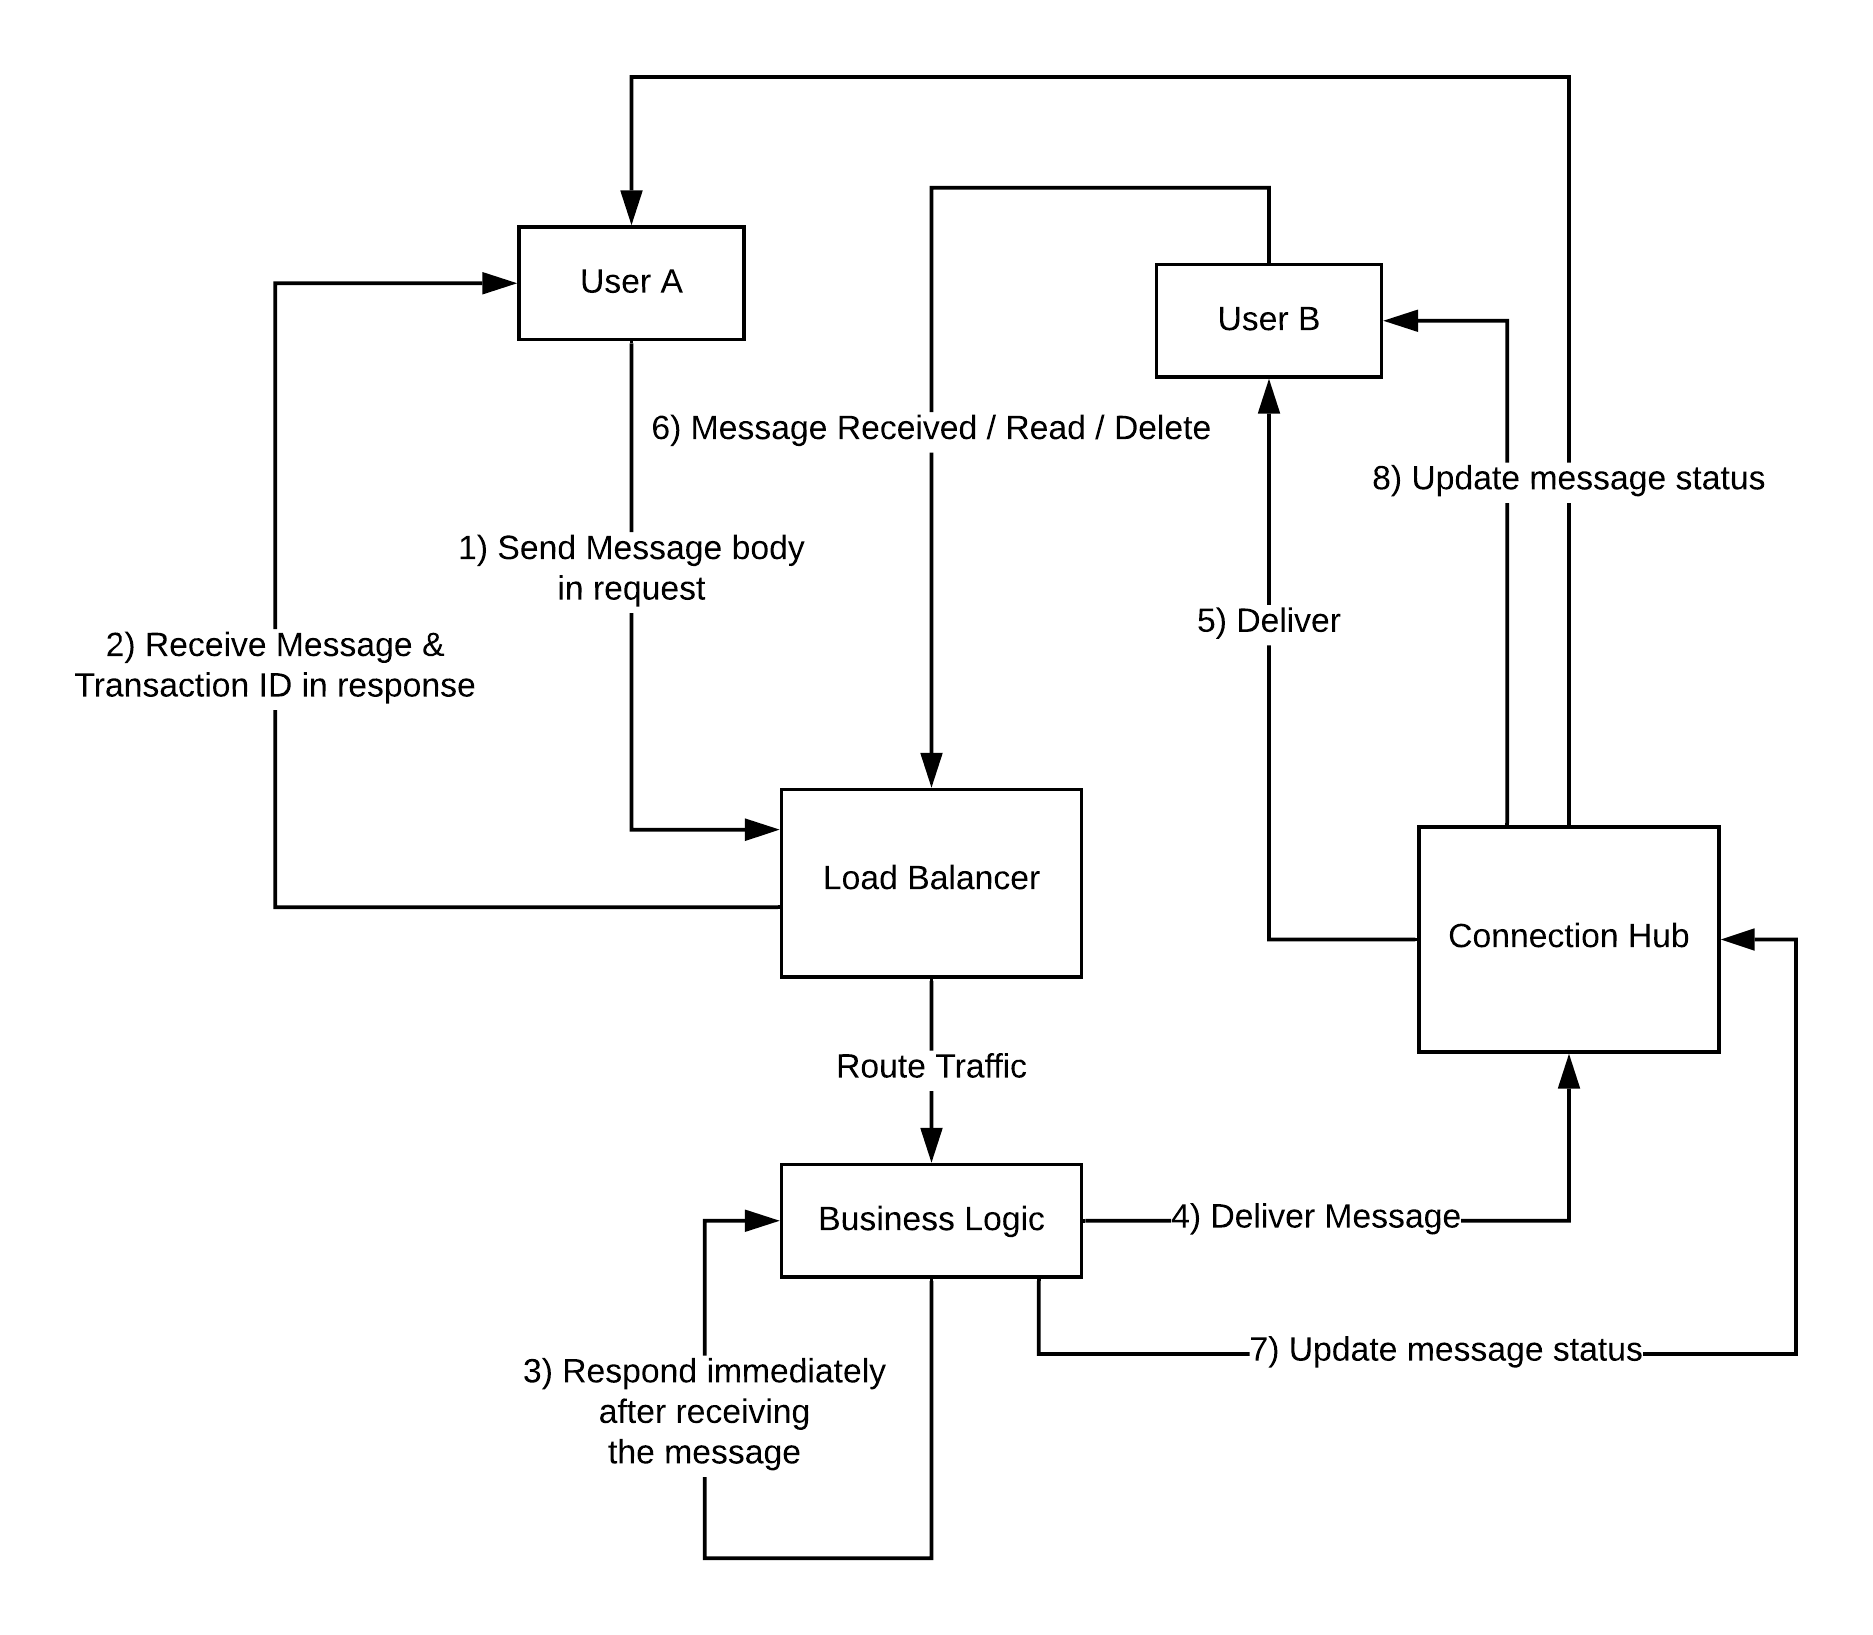 User A
User B
6) Message Received / Read / Delete
8) Update message status
1) Send Message body
in request
5) Deliver
2) Receive Message &
Transaction ID in response
Load Balancer
Connection Hub
Route Traffic
Business Logic
4) Deliver Message
7) Update message status
3) Respond immediately
after receiving
the message